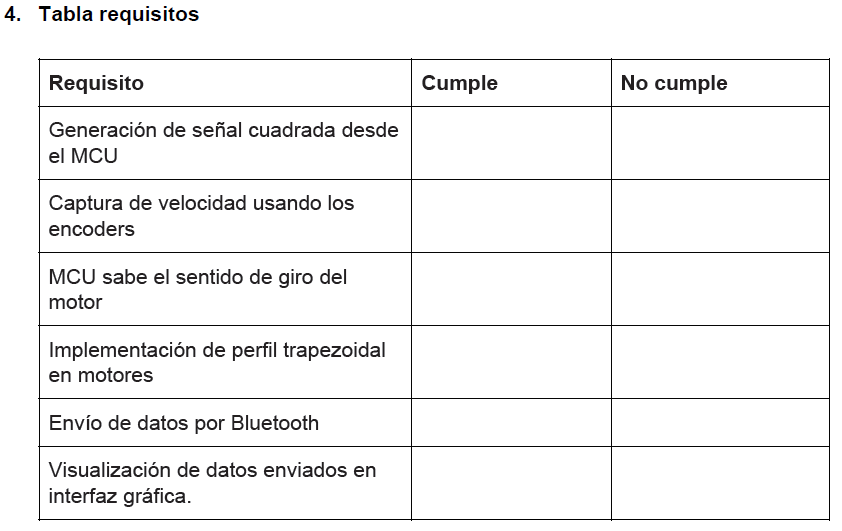 4. Tabla requisitos
Requisito Cumple No cumple
Generación de señal cuadrada desde
el MCU
Captura de velocidad usando los
encoders
MCU sabe el sentido de giro del
motor
Implementación de perfil trapezoidal
en motores
Envío de datos por Bluetooth
Visualización de datos enviados en
interfaz gráfica.